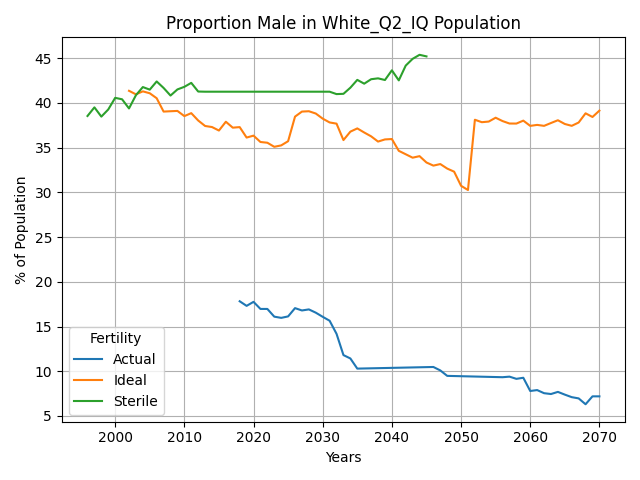 Proportion Male in White_Q2_IQ Population
% of Population
45
40
35
30
25
20
15
10
5
Fertility
Actual
Ideal
Sterile
2000 2010 2020 2030 2040 2050 2060 2070
Years